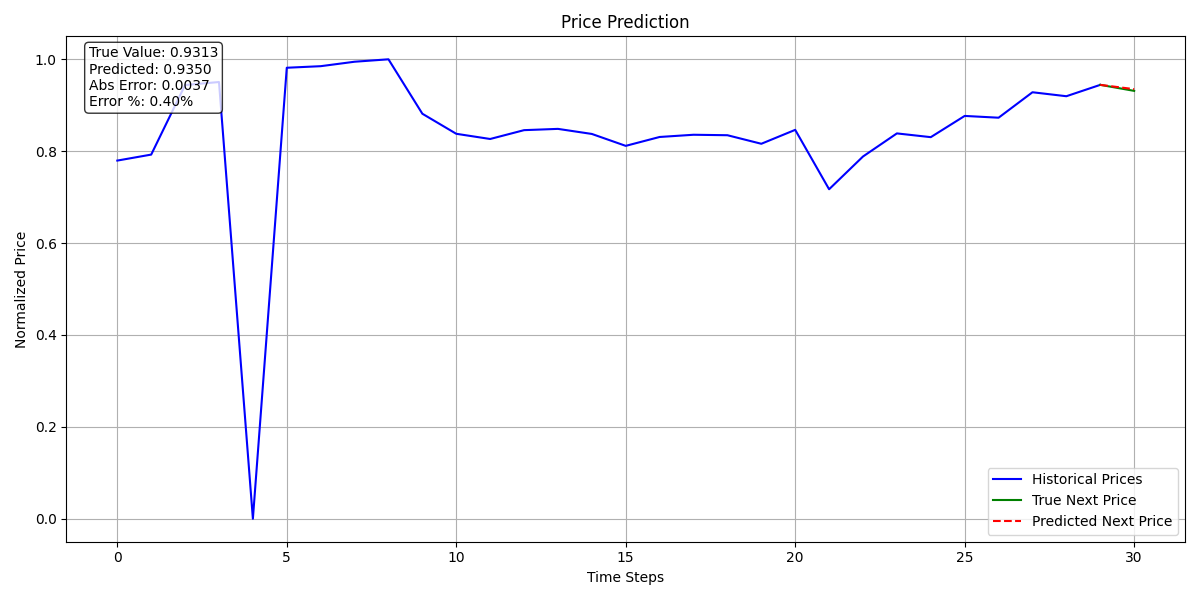 Price Prediction
True Value: 0.9313
Predicted: 0.9350
Abs Error: 0.0037
Error %: 0.40%
1.0
0.8
0.6
0.4
0.2
0.0
Normalized Price
Historical Prices
True Next Price
Predicted Next Price
0 5 10 15 20 25 30
Time Steps